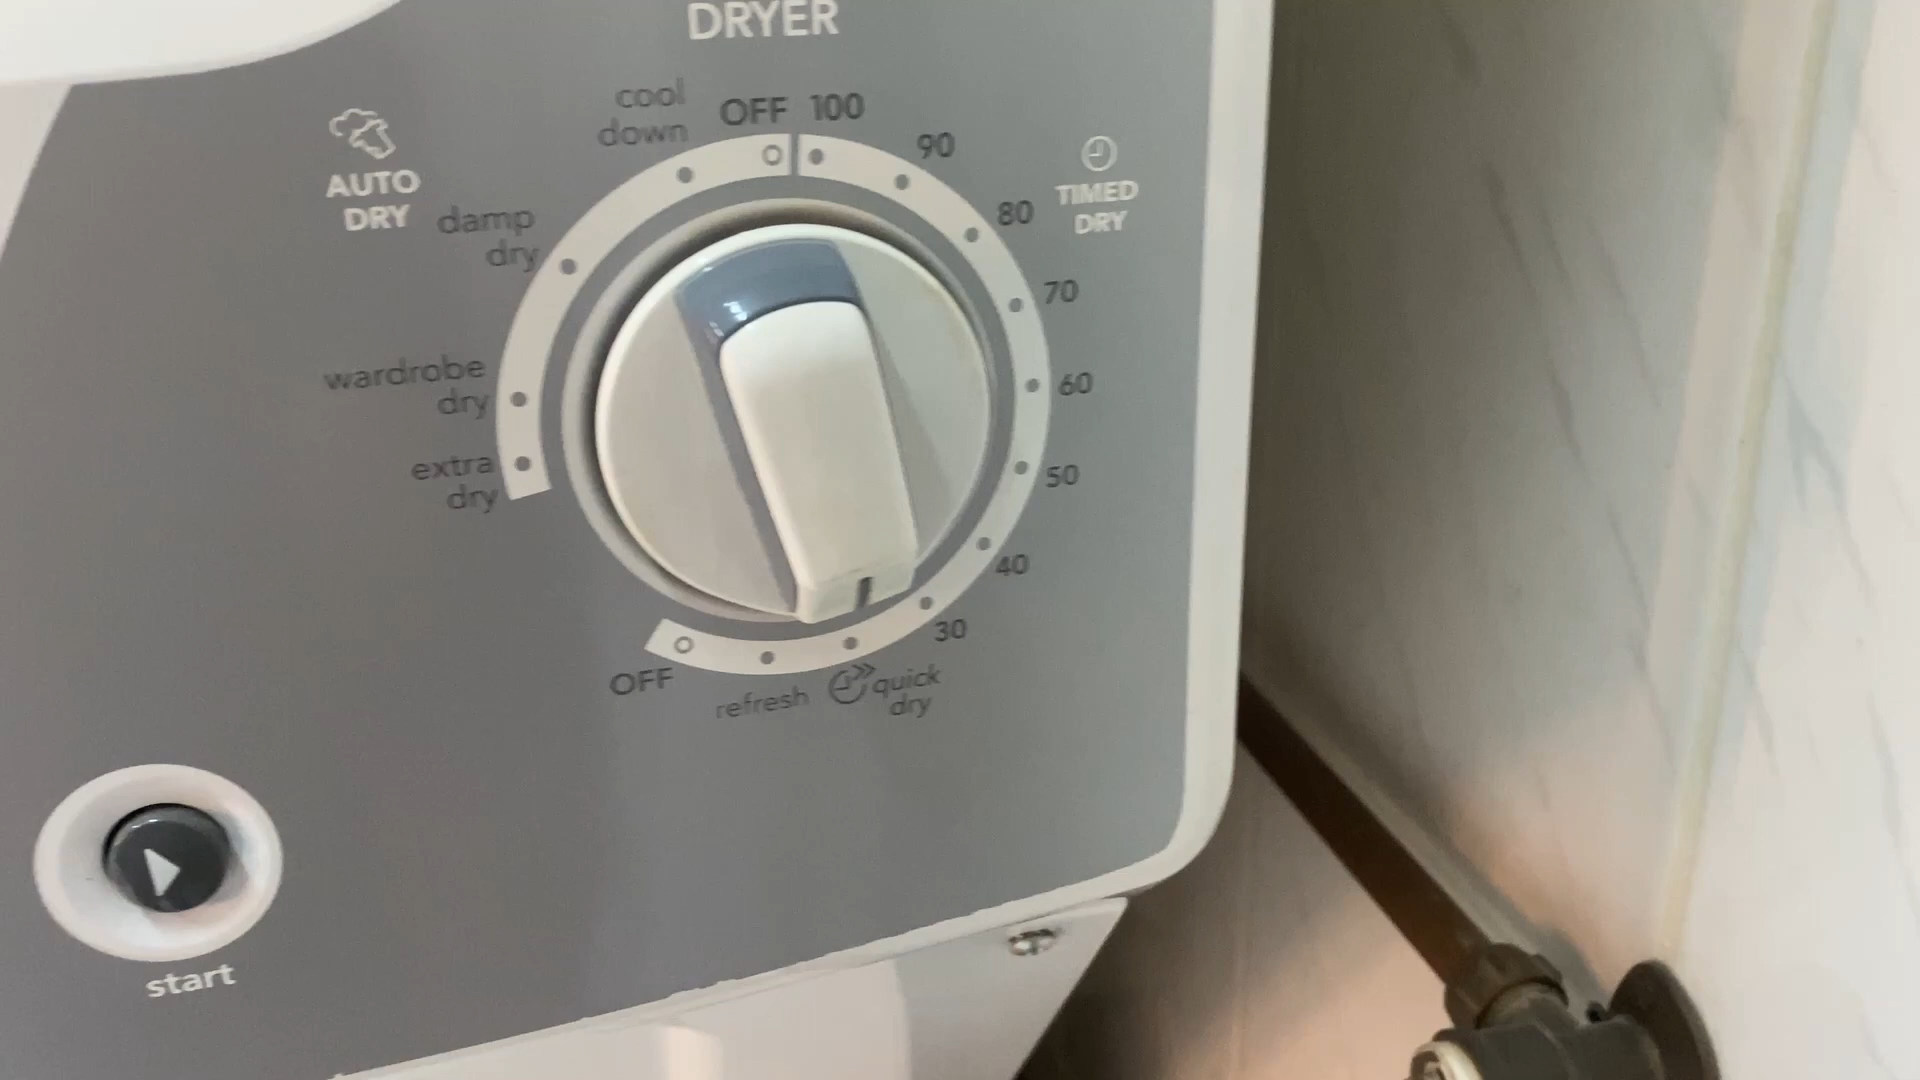 DRYER
cool
down
OFF
100
90
AUTO
DRY
TIMED
DRY
damp
dry
80
70
wardrobe
dry
60
extra
dry
50
40
30
OFF
refresh
quick
dry
start